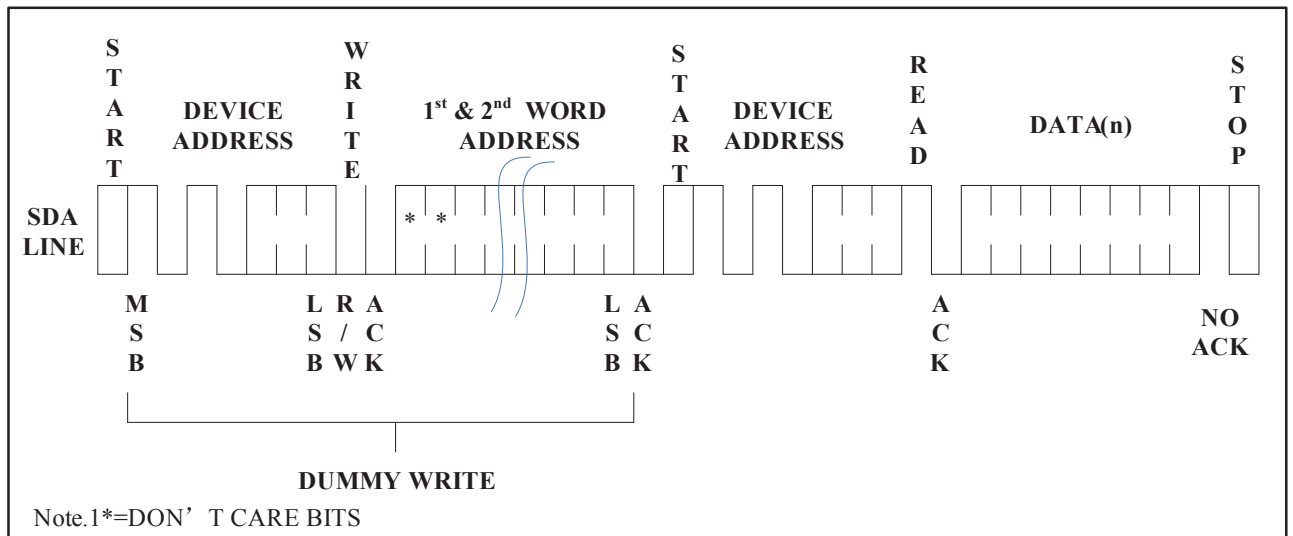 START
WRITE
START
READ
STOP
DEVICE
ADDRESS
1st & 2nd WORD
ADDRESS
DEVICE
ADDRESS
DATA(n)
SDA
LINE
* *
MSB
LSB
R/W
ACK
LSB
ACK
ACK
NO
ACK
DUMMY WRITE
Note.1*=DON’T CARE BITS